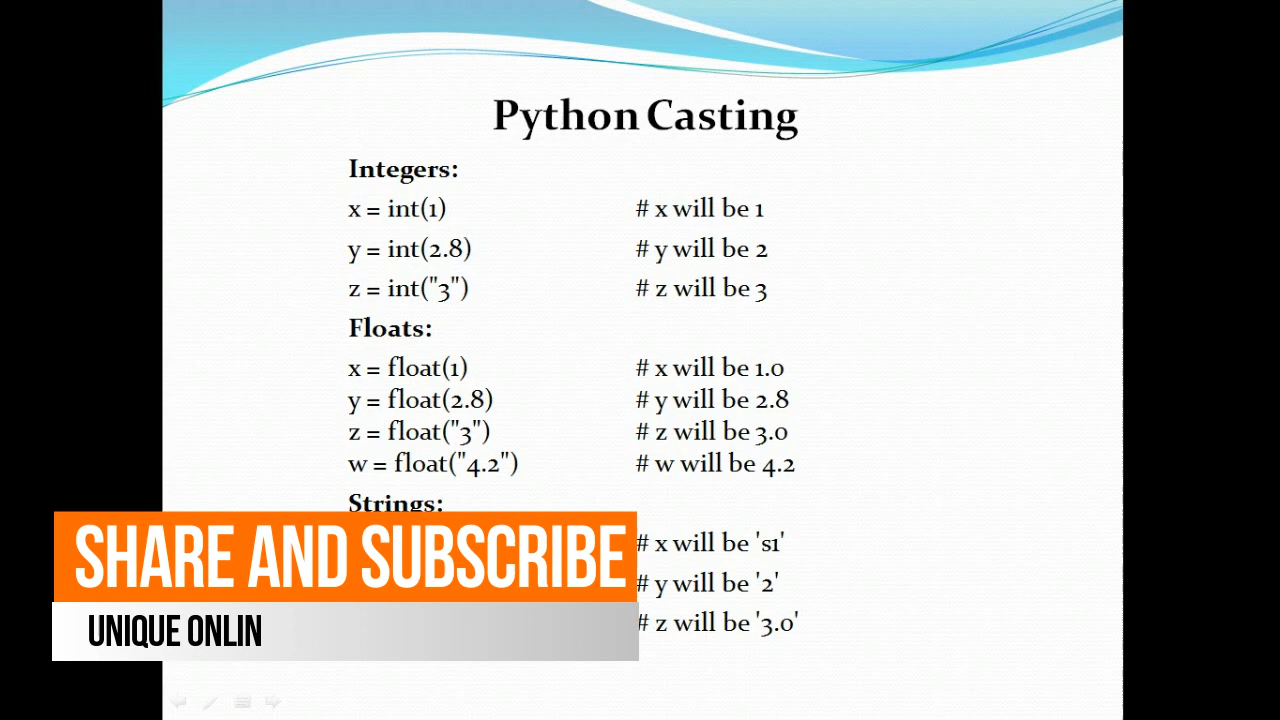 Python Casting
Integers:
x = int(1) # x will be 1
y = int(2.8) # y will be 2
z = int("3") # z will be 3
Floats:
x = float(1) # x will be 1.0
y = float(2.8) # y will be 2.8
z = float("3") # z will be 3.0
w = float("4.2") # w will be 4.2
Strings:
# x will be 's1'
# y will be '2'
# z will be '3.0'
SHARE AND SUBSCRIBE
UNIQUE ONLIN